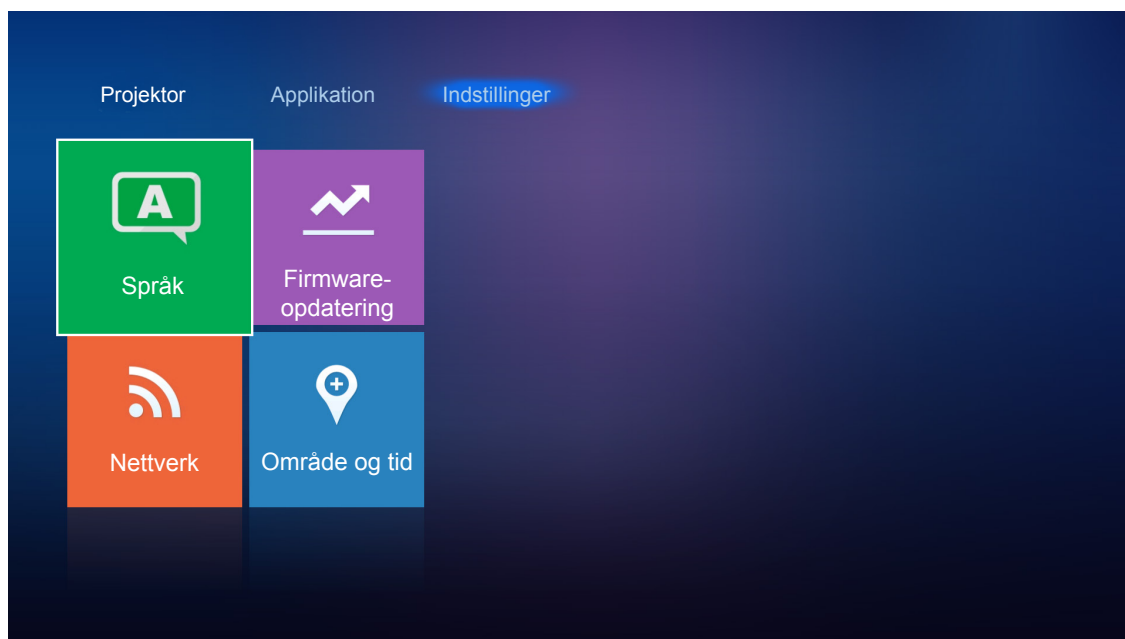 Projektor Applikation Indstillinger
A
Språk
Firmware-
opdatering
Nettverk
Område og tid